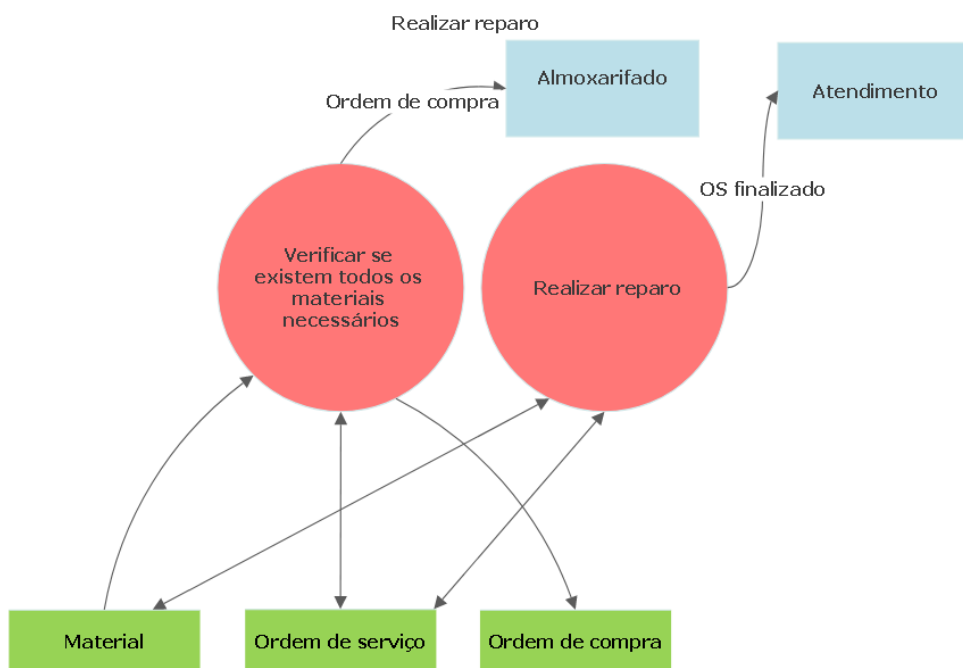 Realizar reparo
Almoxarifado
Atendimento
Ordem de compra
OS finalizado
Verificar se
existem todos os
materiais
necessários
Realizar reparo
Material
Ordem de serviço
Ordem de compra